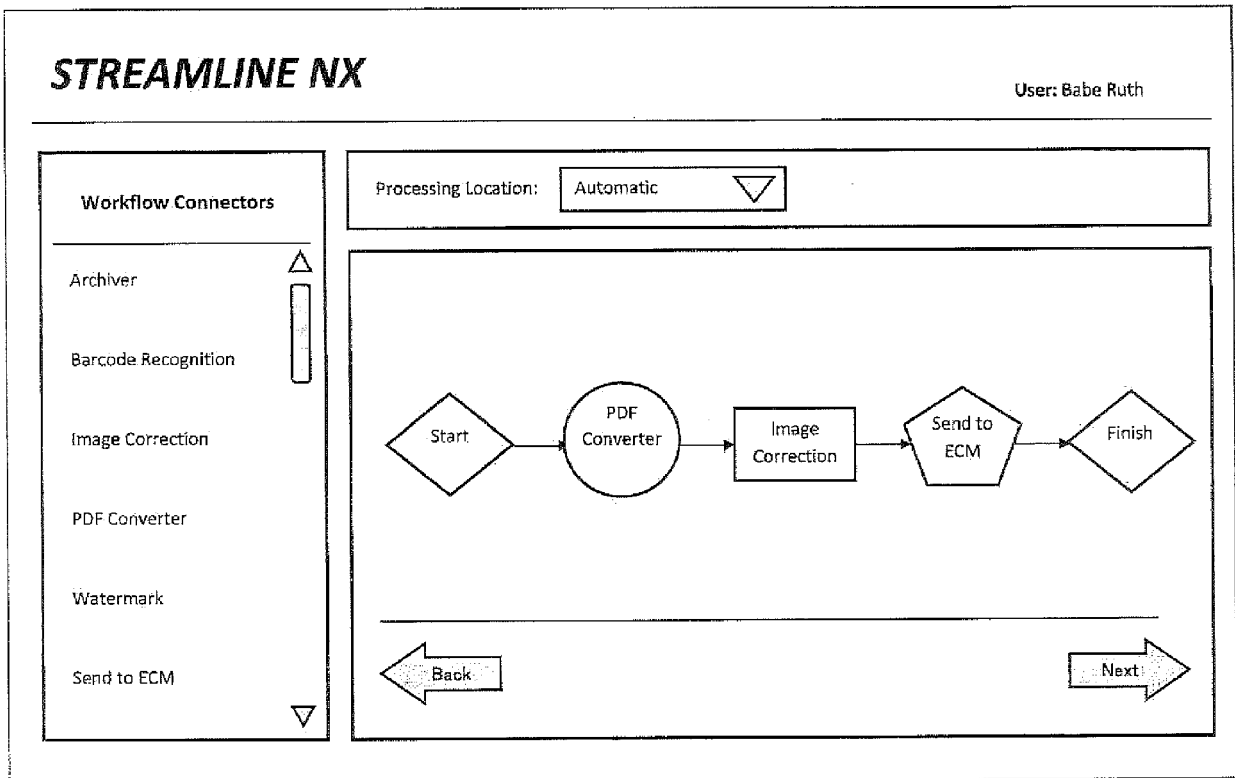 STREAMLINE NX
User: Babe Ruth
Workflow Connectors
Archiver
Barcode Recognition
Image Correction
PDF Converter
Watermark
Send to ECM
Processing Location:
Automatic
Start
PDF
Converter
Image
Correction
Send to
ECM
Finish
Back
Next